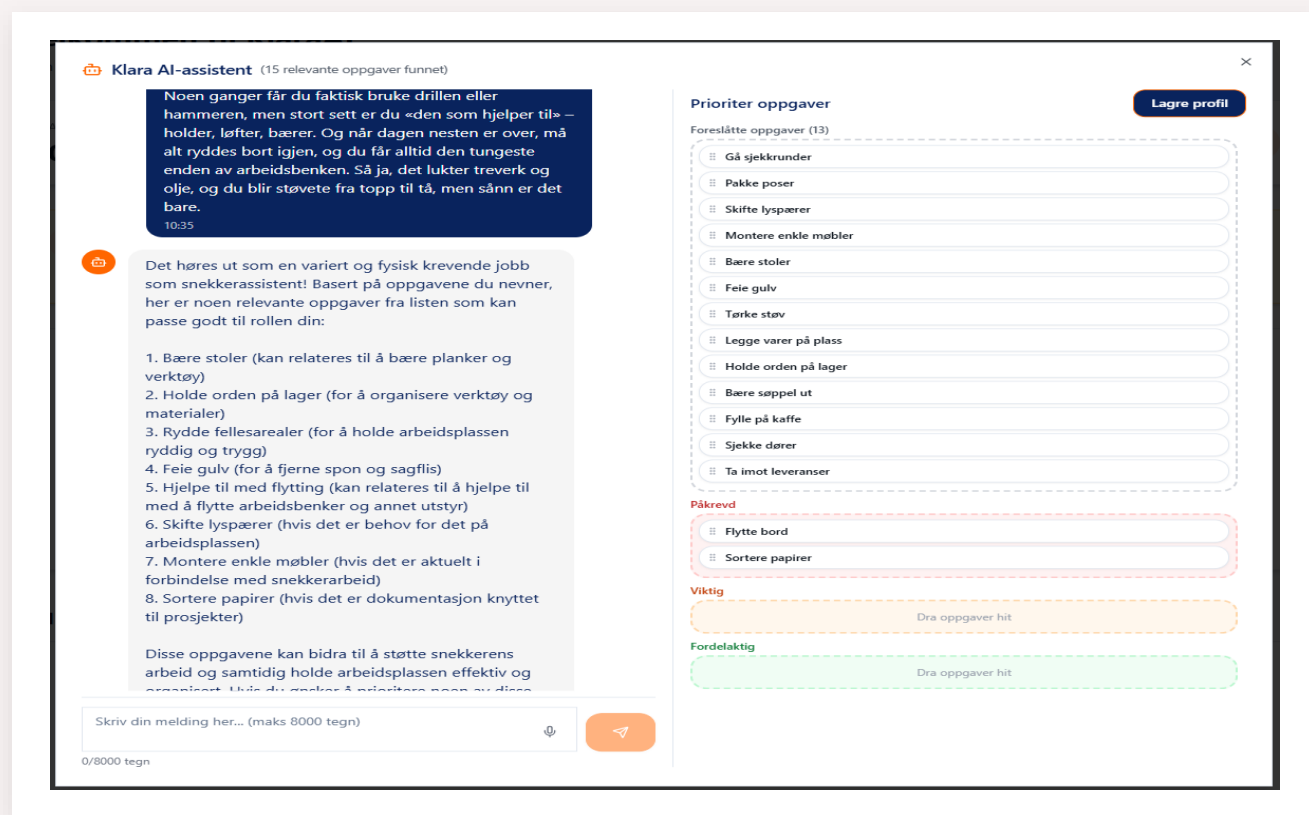 Klara AI-assistent (15 relevante oppgaver funnet)
Noen ganger får du faktisk bruke drillen eller
hammeren, men stort sett er du «den som hjelper til» –
holder, løfter, bærer. Og når dagen nesten er over, må
alt ryddes bort igjen, og du får alltid den tungeste
enden av arbeidsbenken. Så ja, det lukter treverk og
olje, og du blir støvete fra topp til tå, men sånn er det
bare.
10:35
Det høres ut som en variert og fysisk krevende jobb
som snekkerassistent! Basert på oppgavene du nevner,
her er noen relevante oppgaver fra listen som kan
passe godt til rollen din:
1. Bære stoler (kan relateres til å bære planker og
verktøy)
2. Holde orden på lager (for å organisere verktøy og
materialer)
3. Rydde fellesarealer (for å holde arbeidsplassen
ryddig og trygg)
4. Feie gulv (for å fjerne spon og sagflis)
5. Hjelpe til med flytting (kan relateres til å hjelpe til
med å flytte arbeidsbenker og annet utstyr)
6. Skifte lyspærer (hvis det er behov for det på
arbeidsplassen)
7. Montere enkle møbler (hvis det er aktuelt i
forbindelse med snekkerarbeid)
8. Sortere papirer (hvis det er dokumentasjon knyttet
til prosjekter)
Disse oppgavene kan bidra til å støtte snekkerens
arbeid og samtidig holde arbeidsplassen effektiv og
organisert. Hvis du ønsker å prioritere noen av disse
Skriv din melding her... (maks 8000 tegn)
0/8000 tegn
Prioriter oppgaver
Lagre profil
Foreslåtte oppgaver (13)
Gå sjekkrunder
Pakke poser
Skifte lyspærer
Montere enkle møbler
Bære stoler
Feie gulv
Tørke støv
Legge varer på plass
Holde orden på lager
Bære søppel ut
Fylle på kaffe
Sjekke dører
Ta imot leveranser
Påkrevd
Flytte bord
Sortere papirer
Viktig
Dra oppgaver hit
Fordelaktig
Dra oppgaver hit